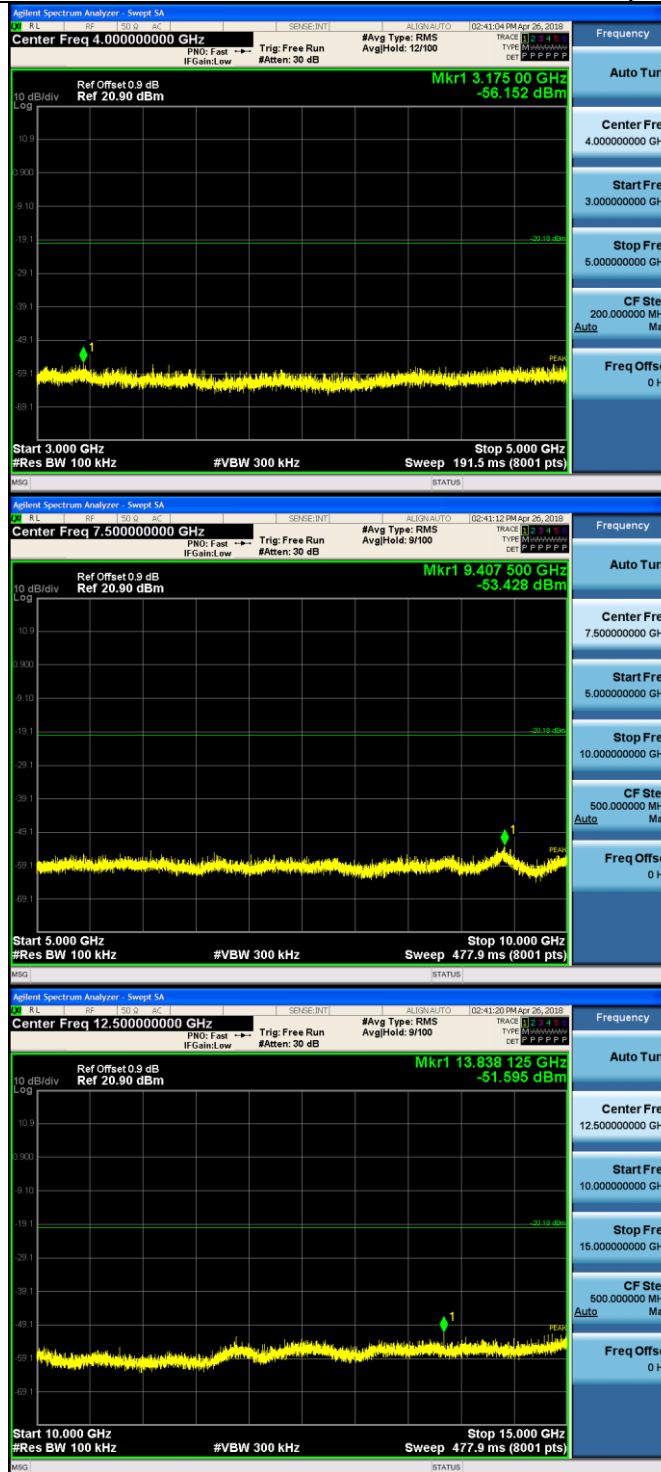 Agilent Spectrum Analyzer - Swept SA
RL RF 50 Ω AC SENSE:INT ALIGN AUTO 02:41:04 PM Apr 26, 2018
Center Freq 4.000000000 GHz
PNO: Fast
IFGain:Low
Trig: Free Run
#Atten: 30 dB
#Avg Type: RMS
Avg|Hold: 12/100
TRACE 1 2 3 4 5 6
TYPE M
DET P P P P P P
Ref Offset 0.9 dB
Ref 20.90 dBm
10 dB/div
Log
Mkr1 3.175 00 GHz
-56.152 dBm
10.9
0.900
-9.10
-19.1
-20.18 dBm
-29.1
-39.1
-49.1
1
PEAK
-59.1
-69.1
Start 3.000 GHz
Stop 5.000 GHz
#Res BW 100 kHz #VBW 300 kHz Sweep 191.5 ms (8001 pts)
MSG STATUS
Frequency
Auto Tun
Center Fre
4.000000000 GH
Start Fre
3.000000000 GH
Stop Fre
5.000000000 GH
CF Ste
200.000000 MH
Auto Ma
Freq Offse
0 H
Agilent Spectrum Analyzer - Swept SA
RL RF 50 Ω AC SENSE:INT ALIGN AUTO 02:41:12 PM Apr 26, 2018
Center Freq 7.500000000 GHz
PNO: Fast
IFGain:Low
Trig: Free Run
#Atten: 30 dB
#Avg Type: RMS
Avg|Hold: 9/100
TRACE 1 2 3 4 5 6
TYPE M
DET P P P P P P
Ref Offset 0.9 dB
Ref 20.90 dBm
10 dB/div
Log
Mkr1 9.407 500 GHz
-53.428 dBm
10.9
0.900
-9.10
-19.1
-20.18 dBm
-29.1
-39.1
-49.1
1
PEAK
-59.1
-69.1
Start 5.000 GHz
Stop 10.000 GHz
#Res BW 100 kHz #VBW 300 kHz Sweep 477.9 ms (8001 pts)
MSG STATUS
Frequency
Auto Tun
Center Fre
7.500000000 GH
Start Fre
5.000000000 GH
Stop Fre
10.000000000 GH
CF Ste
500.000000 MH
Auto Ma
Freq Offse
0 H
Agilent Spectrum Analyzer - Swept SA
RL RF 50 Ω AC SENSE:INT ALIGN AUTO 02:41:20 PM Apr 26, 2018
Center Freq 12.500000000 GHz
PNO: Fast
IFGain:Low
Trig: Free Run
#Atten: 30 dB
#Avg Type: RMS
Avg|Hold: 9/100
TRACE 1 2 3 4 5 6
TYPE M
DET P P P P P P
Ref Offset 0.9 dB
Ref 20.90 dBm
10 dB/div
Log
Mkr1 13.838 125 GHz
-51.595 dBm
10.9
0.900
-9.10
-19.1
-20.18 dBm
-29.1
-39.1
-49.1
1
PEAK
-59.1
-69.1
Start 10.000 GHz
Stop 15.000 GHz
#Res BW 100 kHz #VBW 300 kHz Sweep 477.9 ms (8001 pts)
MSG STATUS
Frequency
Auto Tun
Center Fre
12.500000000 GH
Start Fre
10.000000000 GH
Stop Fre
15.000000000 GH
CF Ste
500.000000 MH
Auto Ma
Freq Offse
0 H